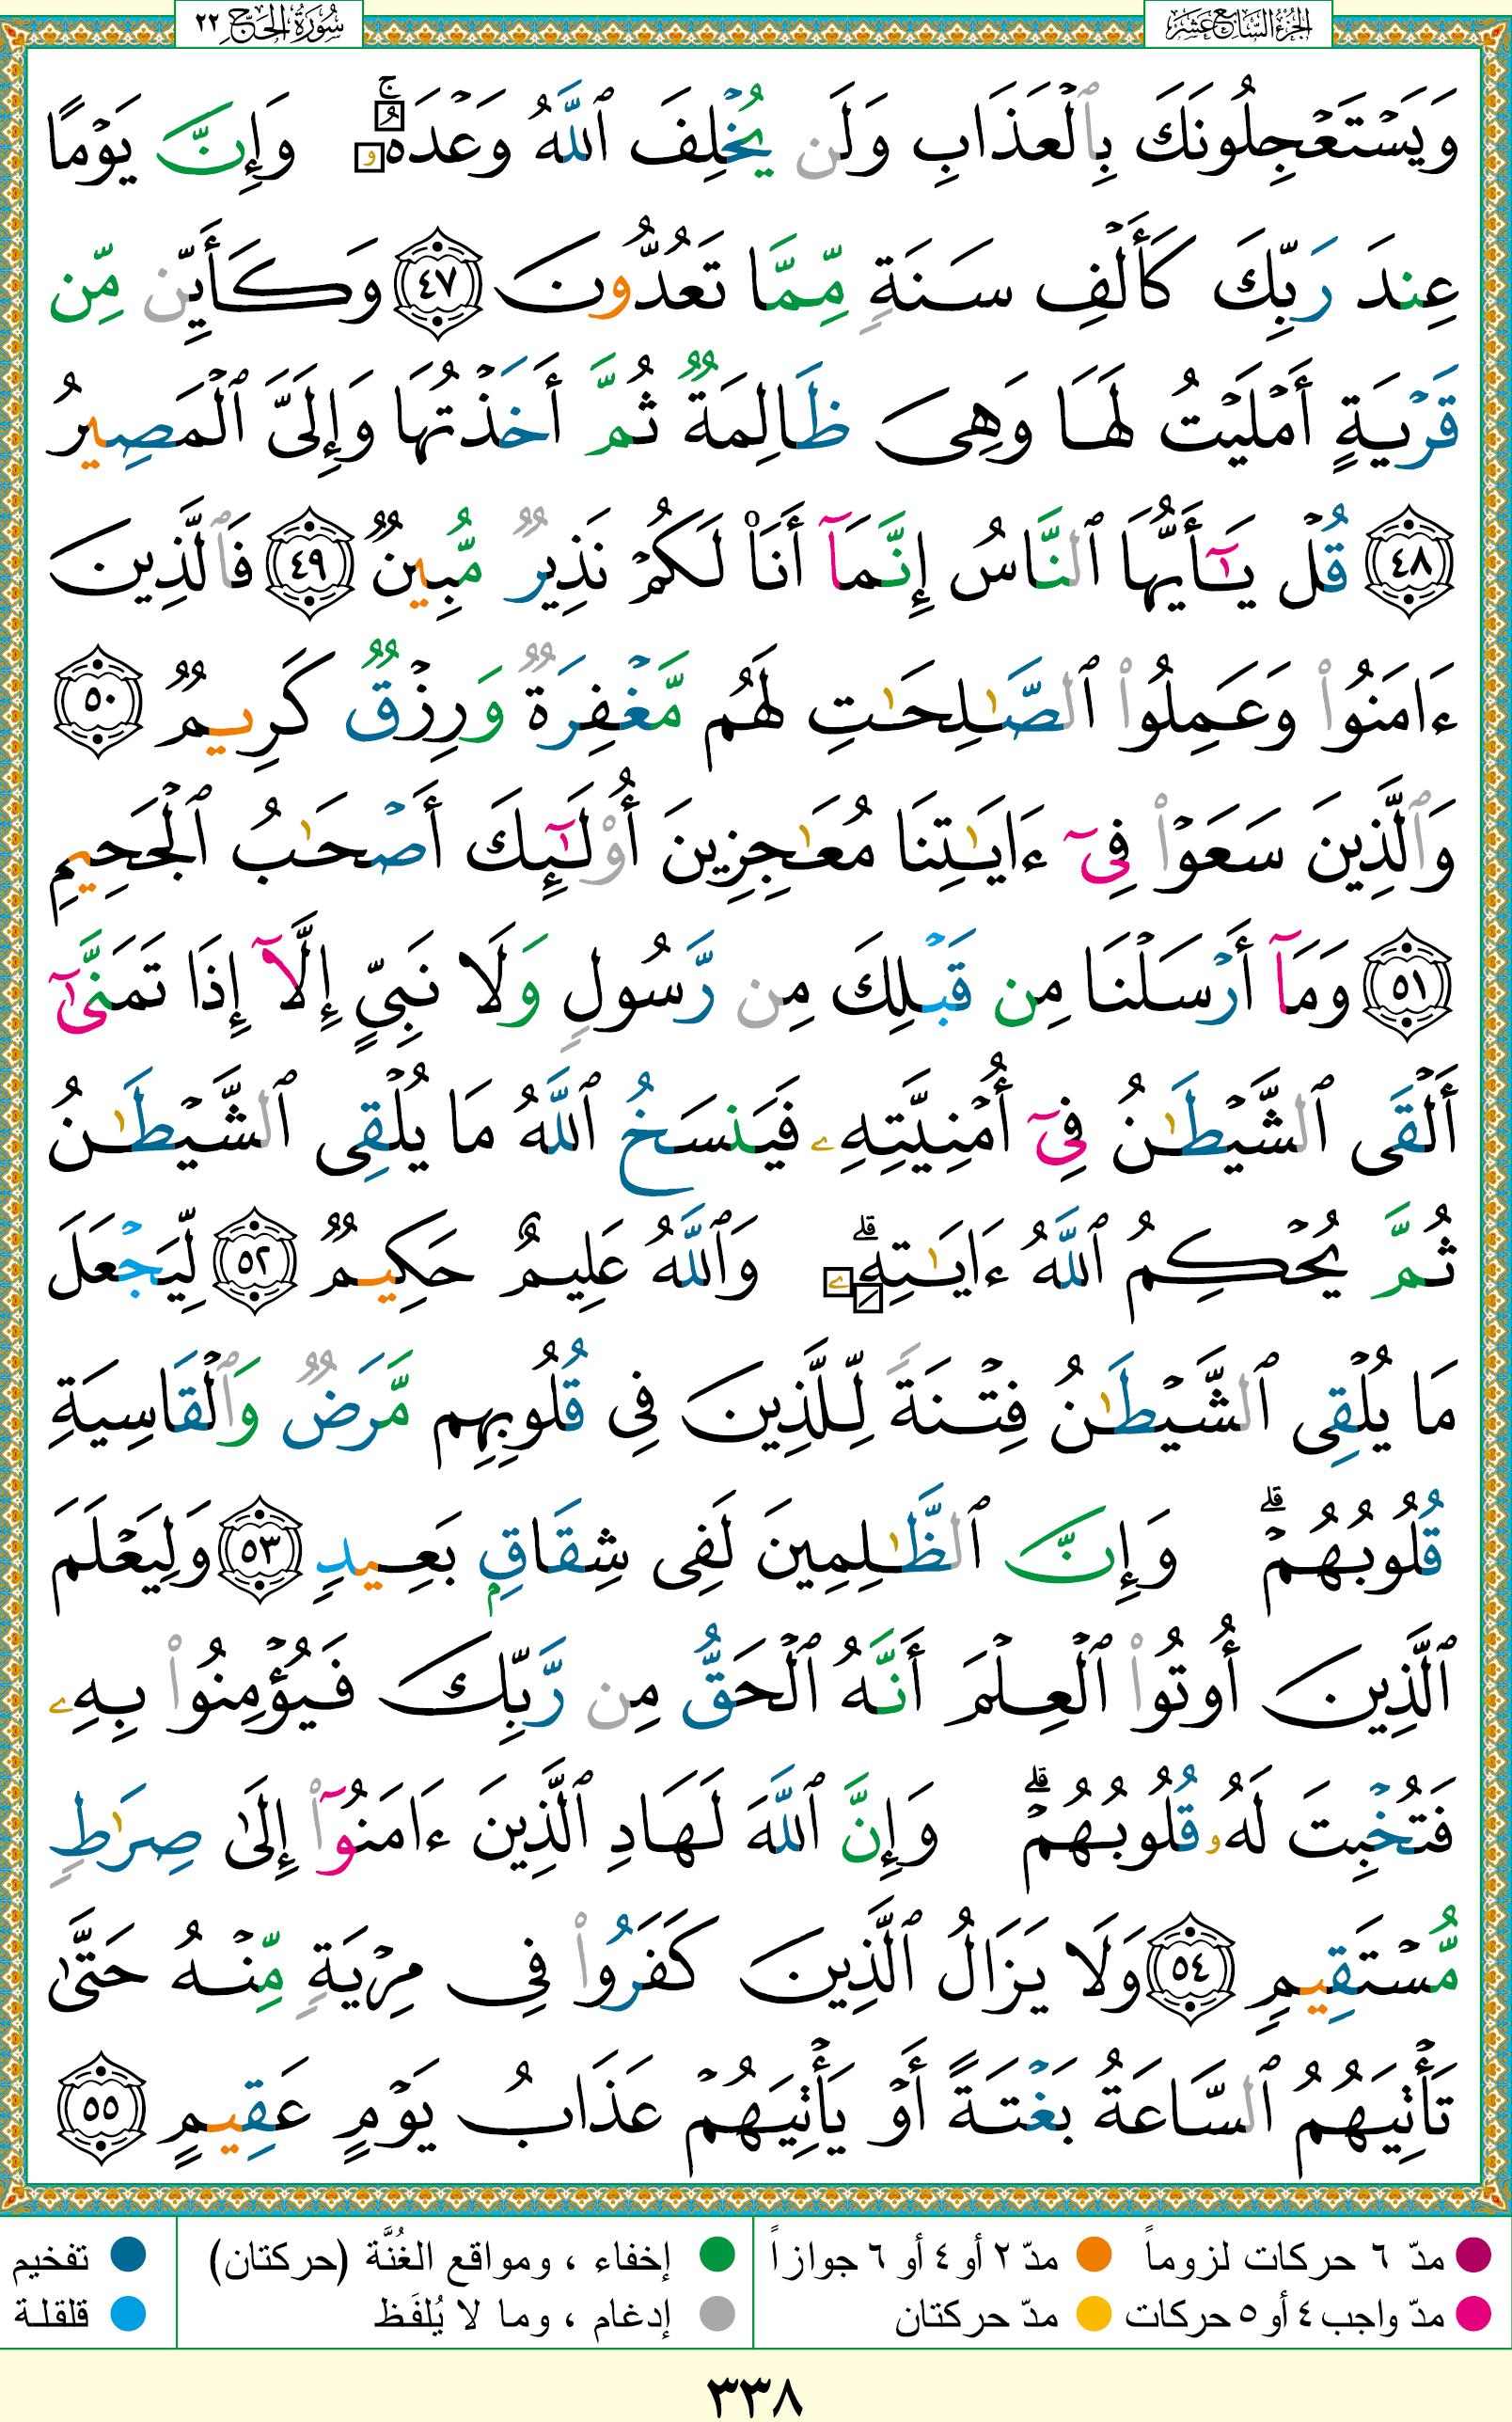 الجزء السابع عشر
سورة الحج ٢٢
وَيَسْتَعْجِلُونَكَ بِٱلْعَذَابِ وَلَن يُخْلِفَ ٱللَّهُ وَعْدَهُۥ ۚ وَإِنَّ يَوْمًا
عِندَ رَبِّكَ كَأَلْفِ سَنَةٍ مِّمَّا تَعُدُّونَ ٤٧ وَكَأَيِّن مِّن
قَرْيَةٍ أَمْلَيْتُ لَهَا وَهِىَ ظَالِمَةٌ ثُمَّ أَخَذْتُهَا وَإِلَىَّ ٱلْمَصِيرُ
٤٨ قُلْ يَـٰٓأَيُّهَا ٱلنَّاسُ إِنَّمَآ أَنَا۠ لَكُمْ نَذِيرٌ مُّبِينٌ ٤٩ فَٱلَّذِينَ
ءَامَنُوا۟ وَعَمِلُوا۟ ٱلصَّـٰلِحَـٰتِ لَهُم مَّغْفِرَةٌ وَرِزْقٌ كَرِيمٌ ٥٠
وَٱلَّذِينَ سَعَوْا۟ فِىٓ ءَايَـٰتِنَا مُعَـٰجِزِينَ أُو۟لَـٰٓئِكَ أَصْحَـٰبُ ٱلْجَحِيمِ
٥١ وَمَآ أَرْسَلْنَا مِن قَبْلِكَ مِن رَّسُولٍ وَلَا نَبِىٍّ إِلَّآ إِذَا تَمَنَّىٰٓ
أَلْقَى ٱلشَّيْطَـٰنُ فِىٓ أُمْنِيَّتِهِۦ فَيَنسَخُ ٱللَّهُ مَا يُلْقِى ٱلشَّيْطَـٰنُ
ثُمَّ يُحْكِمُ ٱللَّهُ ءَايَـٰتِهِۦ ۗ وَٱللَّهُ عَلِيمٌ حَكِيمٌ ٥٢ لِّيَجْعَلَ
مَا يُلْقِى ٱلشَّيْطَـٰنُ فِتْنَةً لِّلَّذِينَ فِى قُلُوبِهِم مَّرَضٌ وَٱلْقَاسِيَةِ
قُلُوبُهُمْ ۗ وَإِنَّ ٱلظَّـٰلِمِينَ لَفِى شِقَاقٍۭ بَعِيدٍ ٥٣ وَلِيَعْلَمَ
ٱلَّذِينَ أُوتُوا۟ ٱلْعِلْمَ أَنَّهُ ٱلْحَقُّ مِن رَّبِّكَ فَيُؤْمِنُوا۟ بِهِۦ
فَتُخْبِتَ لَهُۥ قُلُوبُهُمْ ۗ وَإِنَّ ٱللَّهَ لَهَادِ ٱلَّذِينَ ءَامَنُوٓا۟ إِلَىٰ صِرَٰطٍ
مُّسْتَقِيمٍ ٥٤ وَلَا يَزَالُ ٱلَّذِينَ كَفَرُوا۟ فِى مِرْيَةٍ مِّنْهُ حَتَّىٰ
تَأْتِيَهُمُ ٱلسَّاعَةُ بَغْتَةً أَوْ يَأْتِيَهُمْ عَذَابُ يَوْمٍ عَقِيمٍ ٥٥
مدّ ٦ حركات لزوماً مدّ ٢ أو ٤ أو ٦ جوازاً إخفاء ، ومواقع الغُنَّة (حركتان) تفخيم
مدّ واجب ٤ أو ٥ حركات مدّ حركتان إدغام ، وما لا يُلفَظ قلقلة
٣٣٨